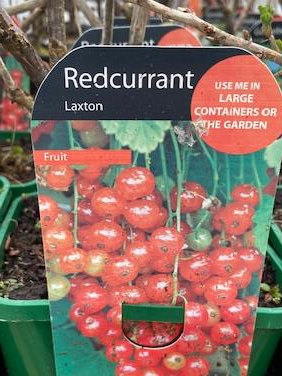 Redcurrant
Laxton
USE ME IN
LARGE
CONTAINERS OR
THE GARDEN
Fruit